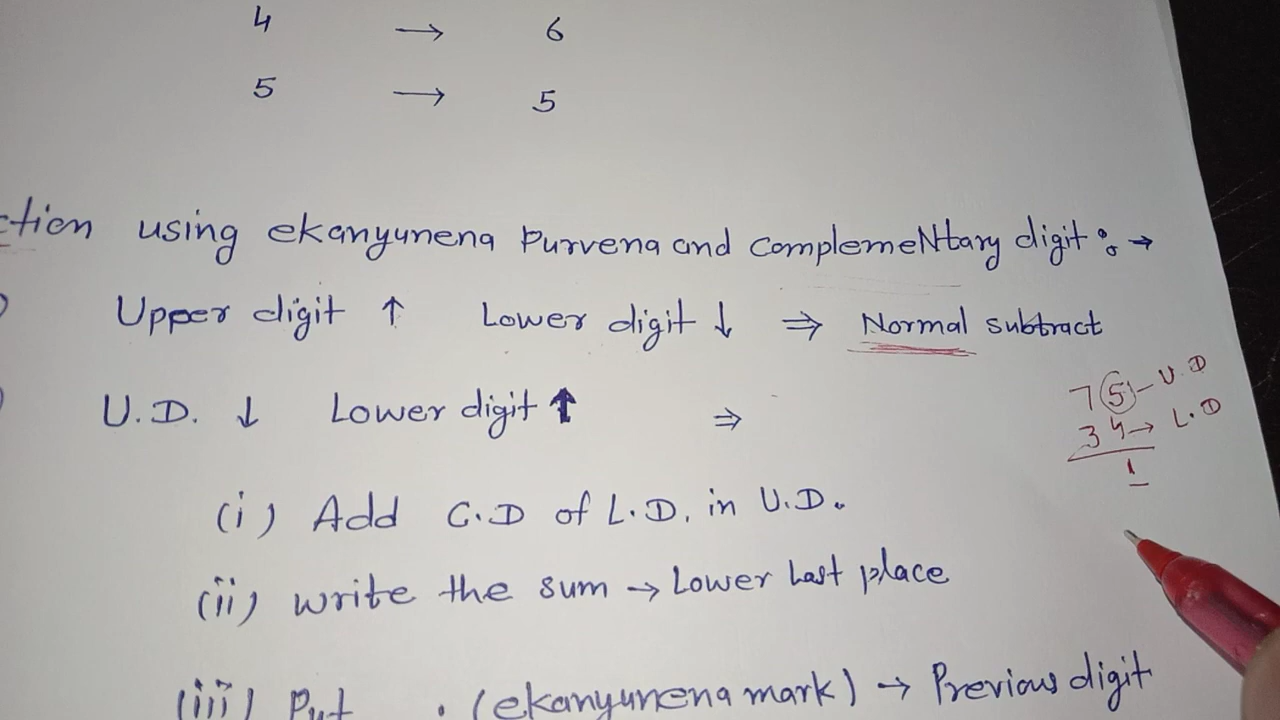 4 → 6
5 → 5
ction using ekanyunena Purvena and complemeNtary digit :→
Upper digit ↑ Lower digit ↓ ⇒ Normal subtract
U.D. ↓ Lower digit ↑ ⇒
75 - U.D
34 → L.D
1
(i) Add C.D of L.D. in U.D.
(ii) write the sum → Lower Last place
(iii) Put . (ekanyunena mark) → Previous digit